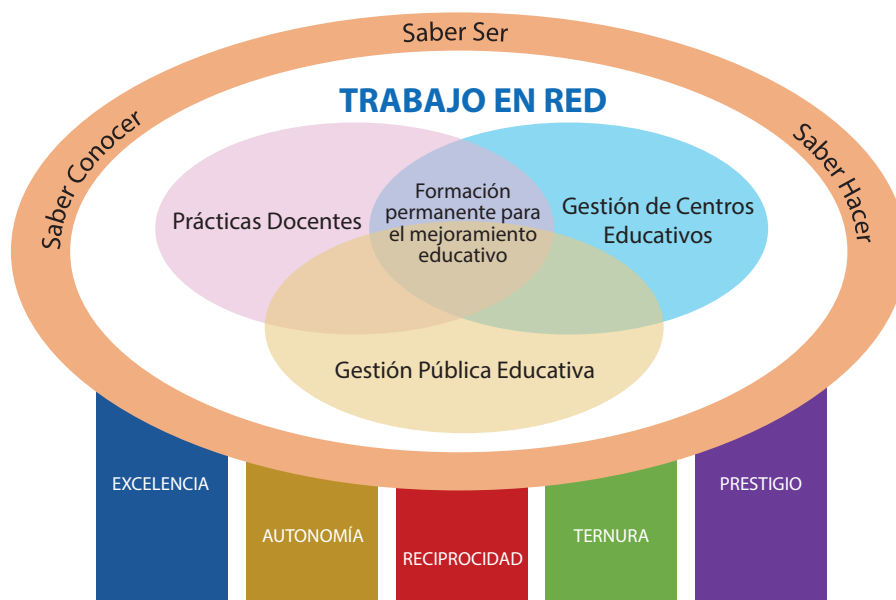 Saber Ser
Saber Conocer
Saber Hacer
TRABAJO EN RED
Prácticas Docentes
Formación
permanente para
el mejoramiento
educativo
Gestión de Centros
Educativos
Gestión Pública Educativa
EXCELENCIA
AUTONOMÍA
RECIPROCIDAD
TERNURA
PRESTIGIO